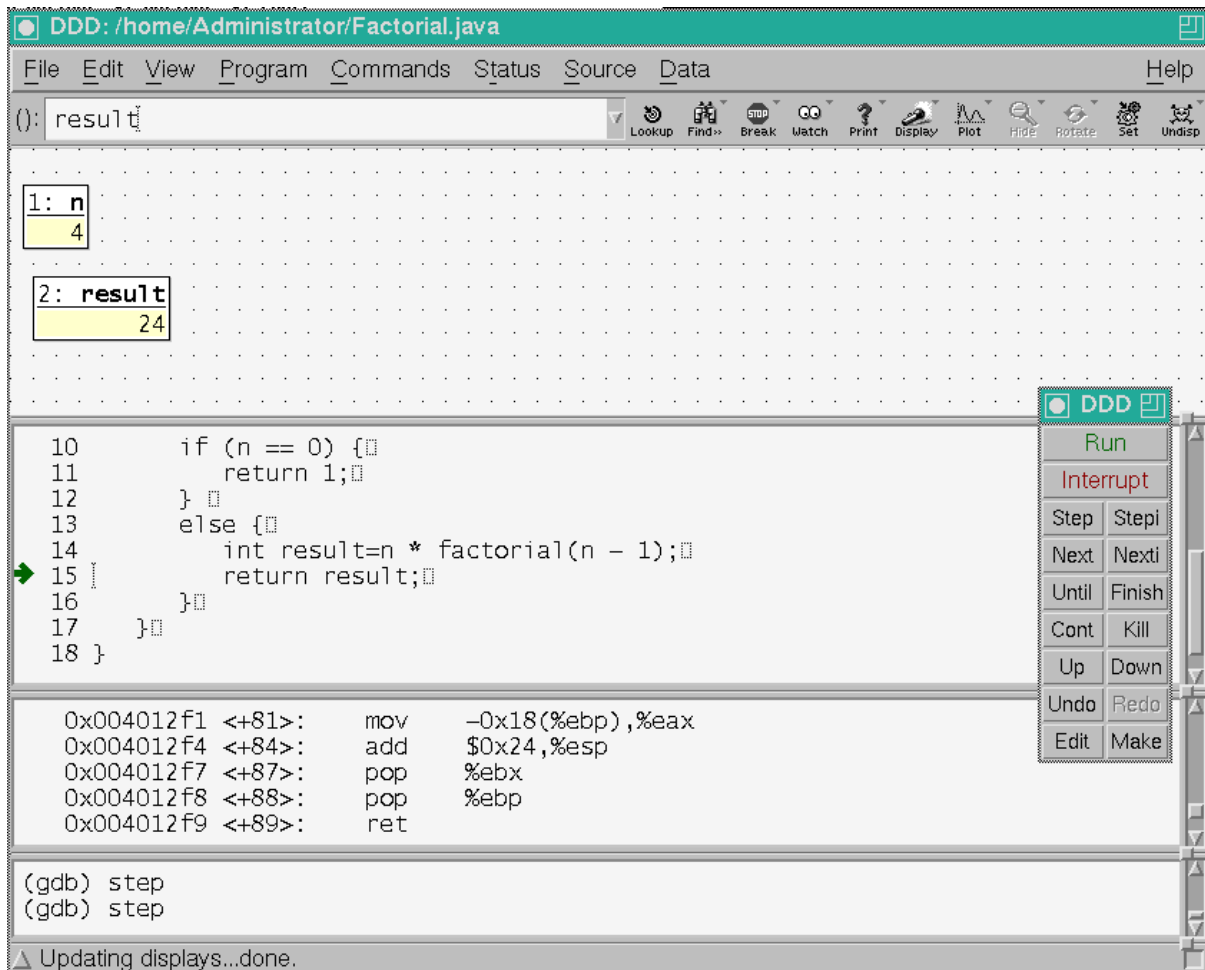 DDD: /home/Administrator/Factorial.java
File Edit View Program Commands Status Source Data Help
(): result
Lookup Find» Break Watch Print Display Plot Hide Rotate Set Undisp
STOP
1: n
4
2: result
24
DDD
Run
Interrupt
Step Stepi
Next Nexti
Until Finish
Cont Kill
Up Down
Undo Redo
Edit Make
10 if (n == 0) {
11 return 1;
12 }
13 else {
14 int result=n * factorial(n - 1);
15 return result;
16 }
17 }
18 }
0x004012f1 <+81>: mov -0x18(%ebp),%eax
0x004012f4 <+84>: add $0x24,%esp
0x004012f7 <+87>: pop %ebx
0x004012f8 <+88>: pop %ebp
0x004012f9 <+89>: ret
(gdb) step
(gdb) step
Updating displays...done.